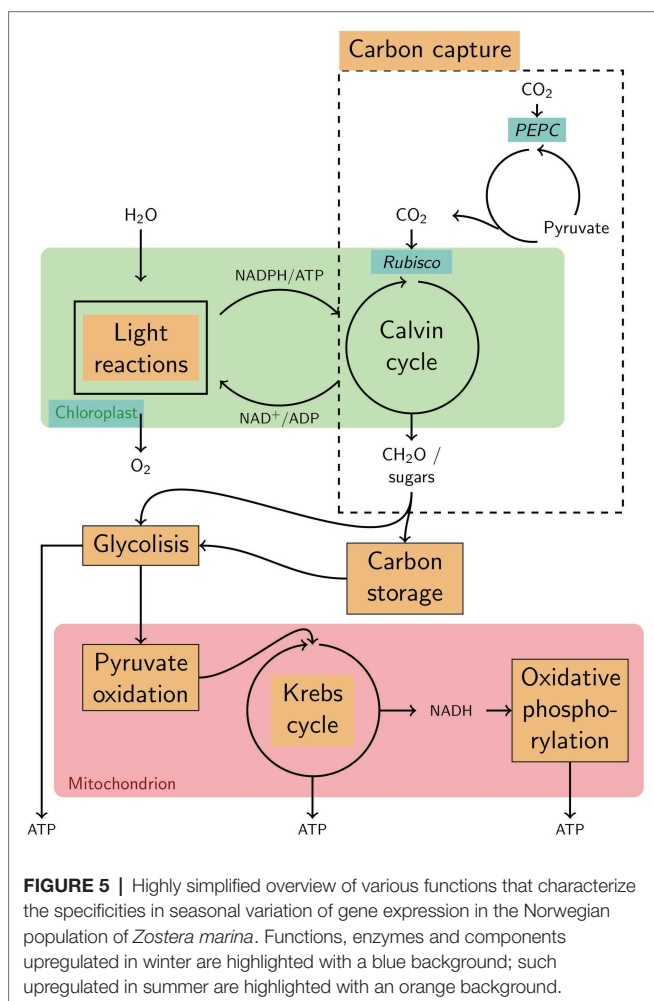 Carbon capture
CO₂
PEPC
Pyruvate
H₂O
CO₂
Rubisco
NADPH/ATP
Light
reactions
Calvin
cycle
NAD⁺/ADP
Chloroplast
O₂
CH₂O /
sugars
Glycolisis
Carbon
storage
Pyruvate
oxidation
Krebs
cycle
NADH
Oxidative
phospho-
rylation
Mitochondrion
ATP
ATP
ATP
FIGURE 5 | Highly simplified overview of various functions that characterize
the specificities in seasonal variation of gene expression in the Norwegian
population of Zostera marina. Functions, enzymes and components
upregulated in winter are highlighted with a blue background; such
upregulated in summer are highlighted with an orange background.